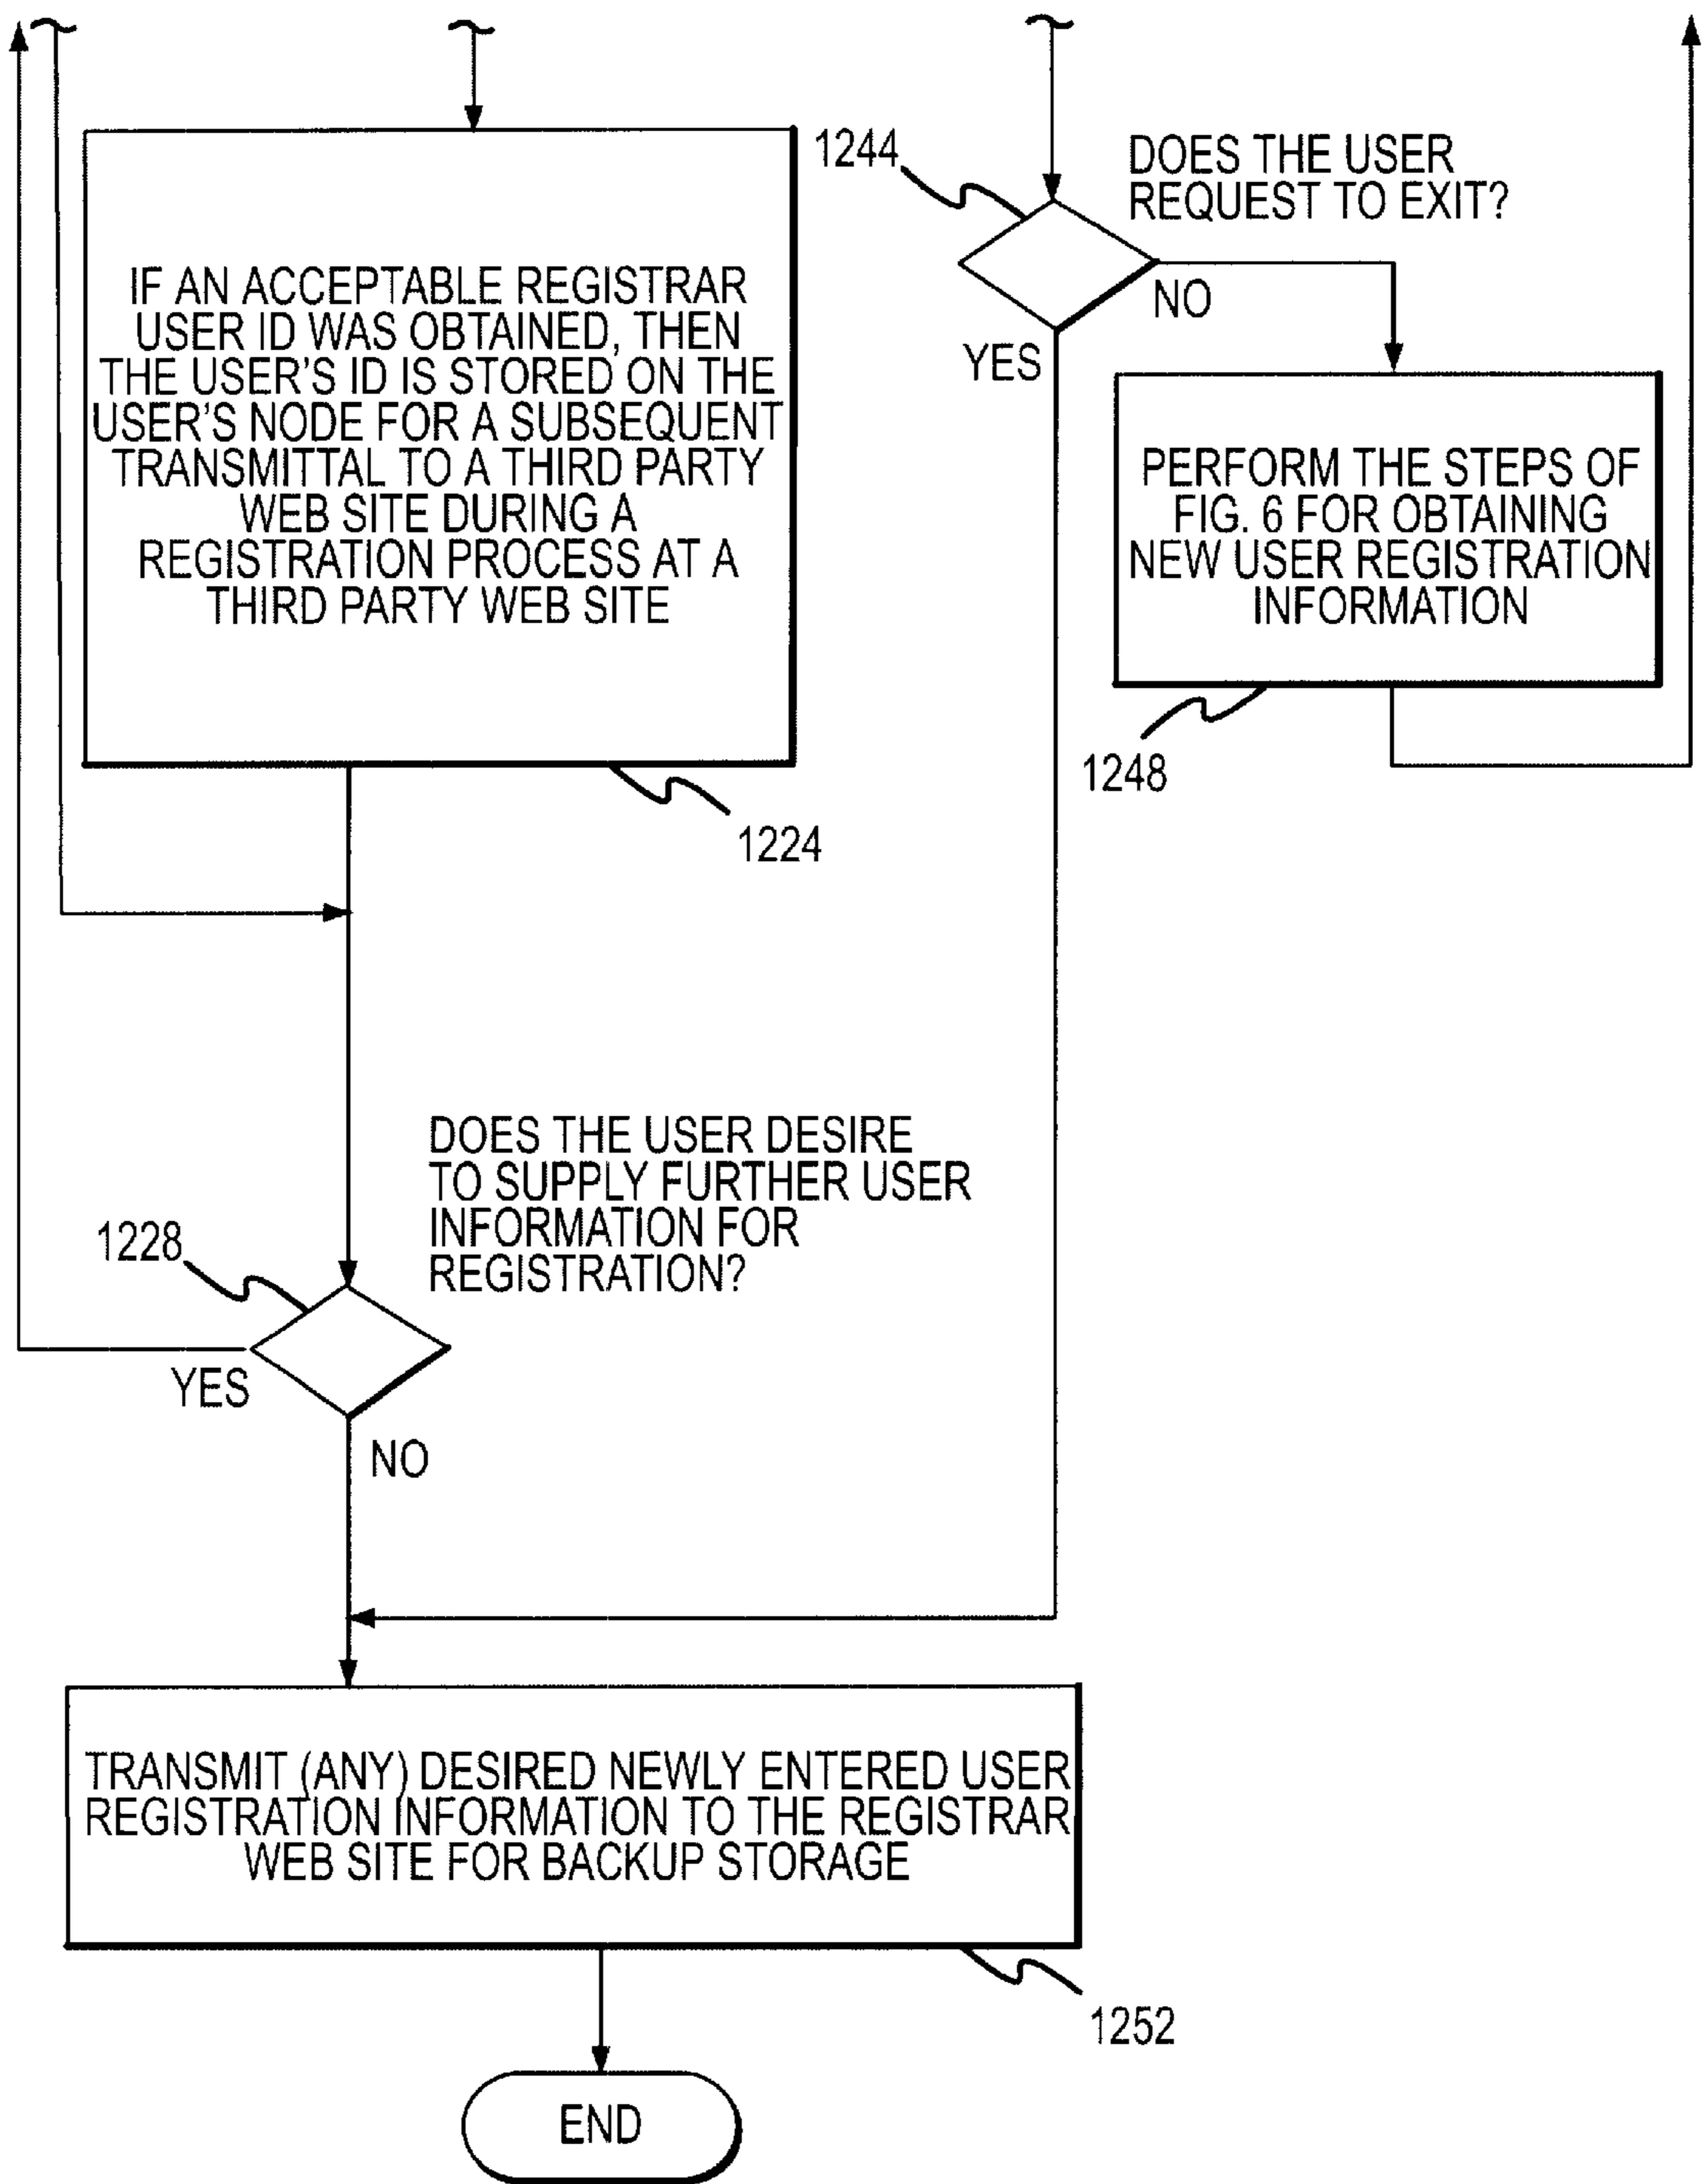 IF AN ACCEPTABLE REGISTRAR
USER ID WAS OBTAINED, THEN
THE USER'S ID IS STORED ON THE
USER'S NODE FOR A SUBSEQUENT
TRANSMITTAL TO A THIRD PARTY
WEB SITE DURING A
REGISTRATION PROCESS AT A
THIRD PARTY WEB SITE
1224
1244
DOES THE USER
REQUEST TO EXIT?
NO
YES
PERFORM THE STEPS OF
FIG. 6 FOR OBTAINING
NEW USER REGISTRATION
INFORMATION
1248
DOES THE USER DESIRE
TO SUPPLY FURTHER USER
INFORMATION FOR
REGISTRATION?
1228
YES
NO
TRANSMIT (ANY) DESIRED NEWLY ENTERED USER
REGISTRATION INFORMATION TO THE REGISTRAR
WEB SITE FOR BACKUP STORAGE
1252
END